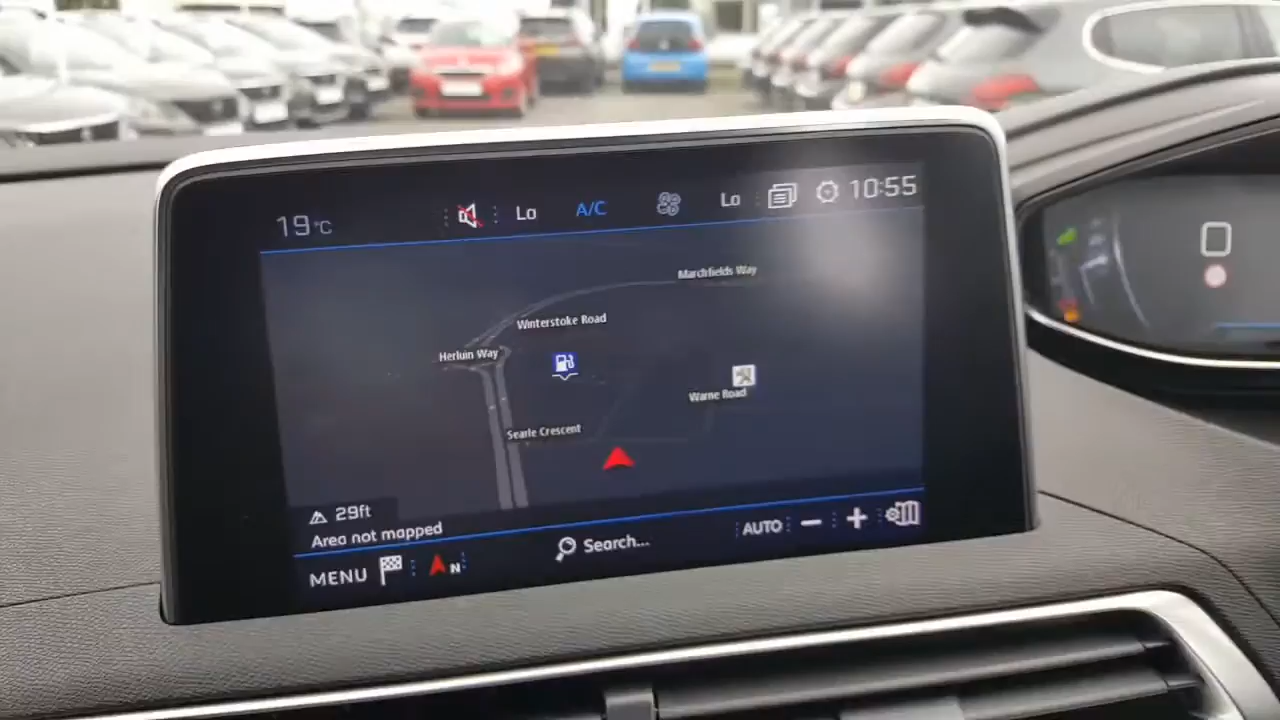 19°C Lo A/C Lo 10:55
Marchfields Way
Winterstoke Road
Herluin Way
Warne Road
Searle Crescent
29ft
Area not mapped
MENU N Search... AUTO − +